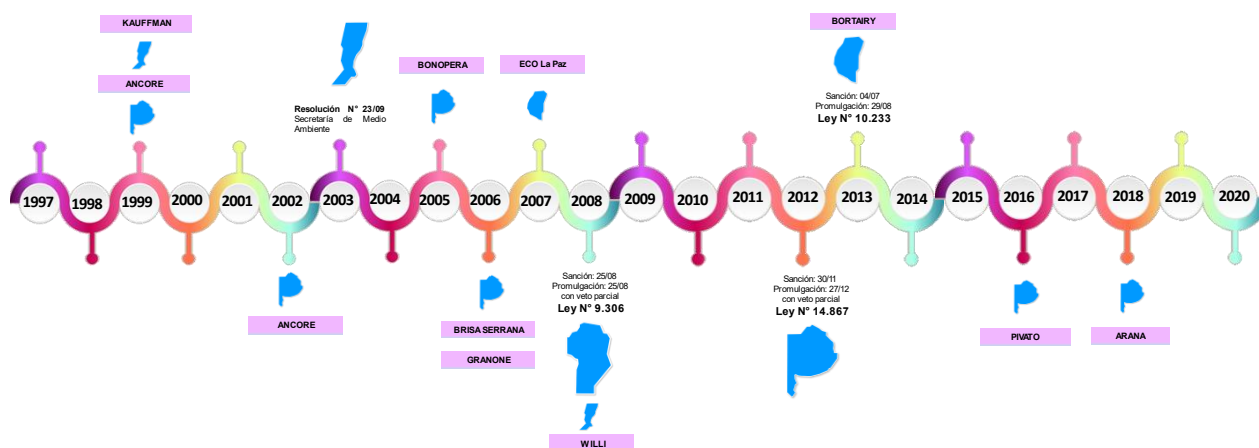 KAUFFMAN
ANCORE
Resolución N° 23/09
Secretaría de Medio
Ambiente
BONOPERA
ECO La Paz
BORTAIRY
Sanción: 04/07
Promulgación: 29/08
Ley N° 10.233
1997
1998
1999
2000
2001
2002
2003
2004
2005
2006
2007
2008
2009
2010
2011
2012
2013
2014
2015
2016
2017
2018
2019
2020
ANCORE
BRISA SERRANA
GRANONE
Sanción: 25/08
Promulgación: 25/08
con veto parcial
Ley N° 9.306
WILLI
Sanción: 30/11
Promulgación: 27/12
con veto parcial
Ley N° 14.867
PIVATO
ARANA